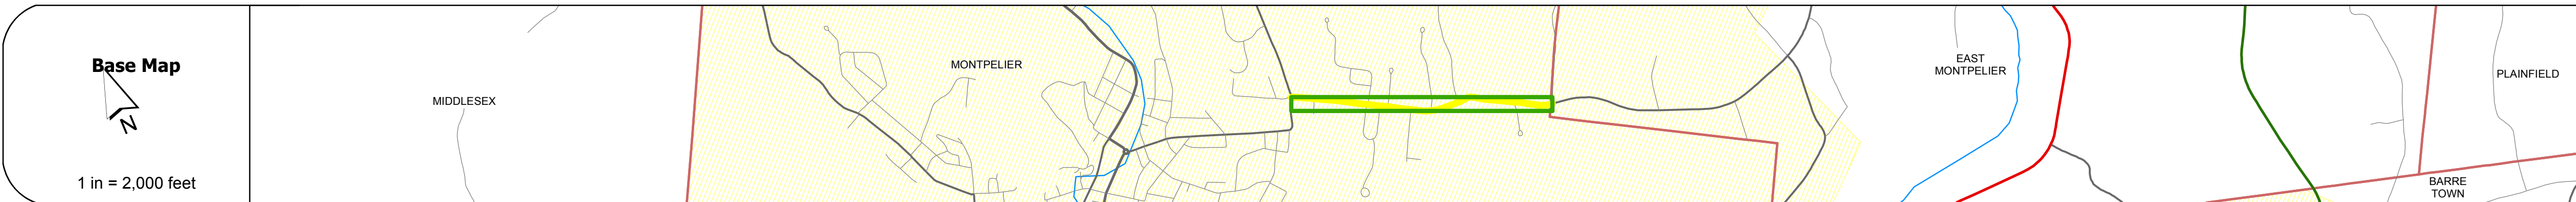 Base Map
N
1 in = 2,000 feet
MIDDLESEX
MONTPELIER
EAST
MONTPELIER
PLAINFIELD
BARRE
TOWN